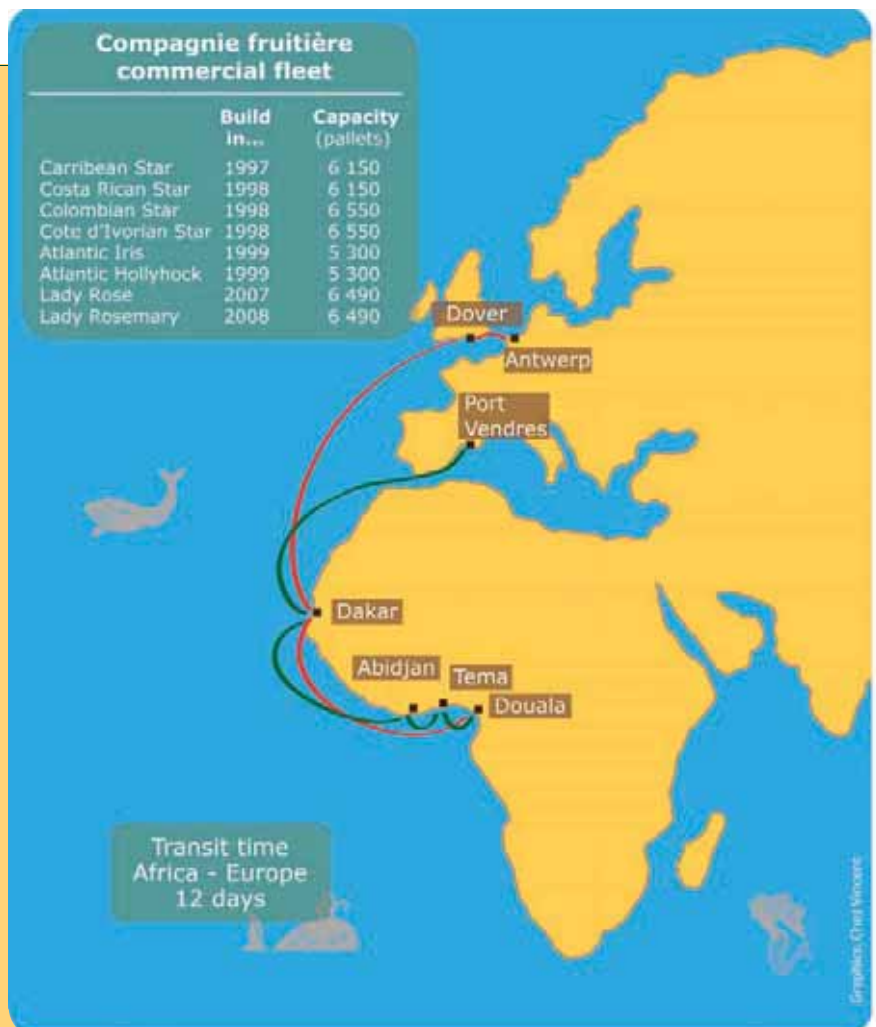 Compagnie fruitière
commercial fleet
Build Capacity
in... (pallets)
Carribean Star 1997 6 150
Costa Rican Star 1998 6 150
Colombian Star 1998 6 550
Cote d'Ivorian Star 1998 6 550
Atlantic Iris 1999 5 300
Atlantic Hollyhock 1999 5 300
Lady Rose 2007 6 490
Lady Rosemary 2008 6 490
Dover
Antwerp
Port
Vendres
Dakar
Abidjan
Tema
Douala
Transit time
Africa - Europe
12 days
Graphics: Chez Vincent